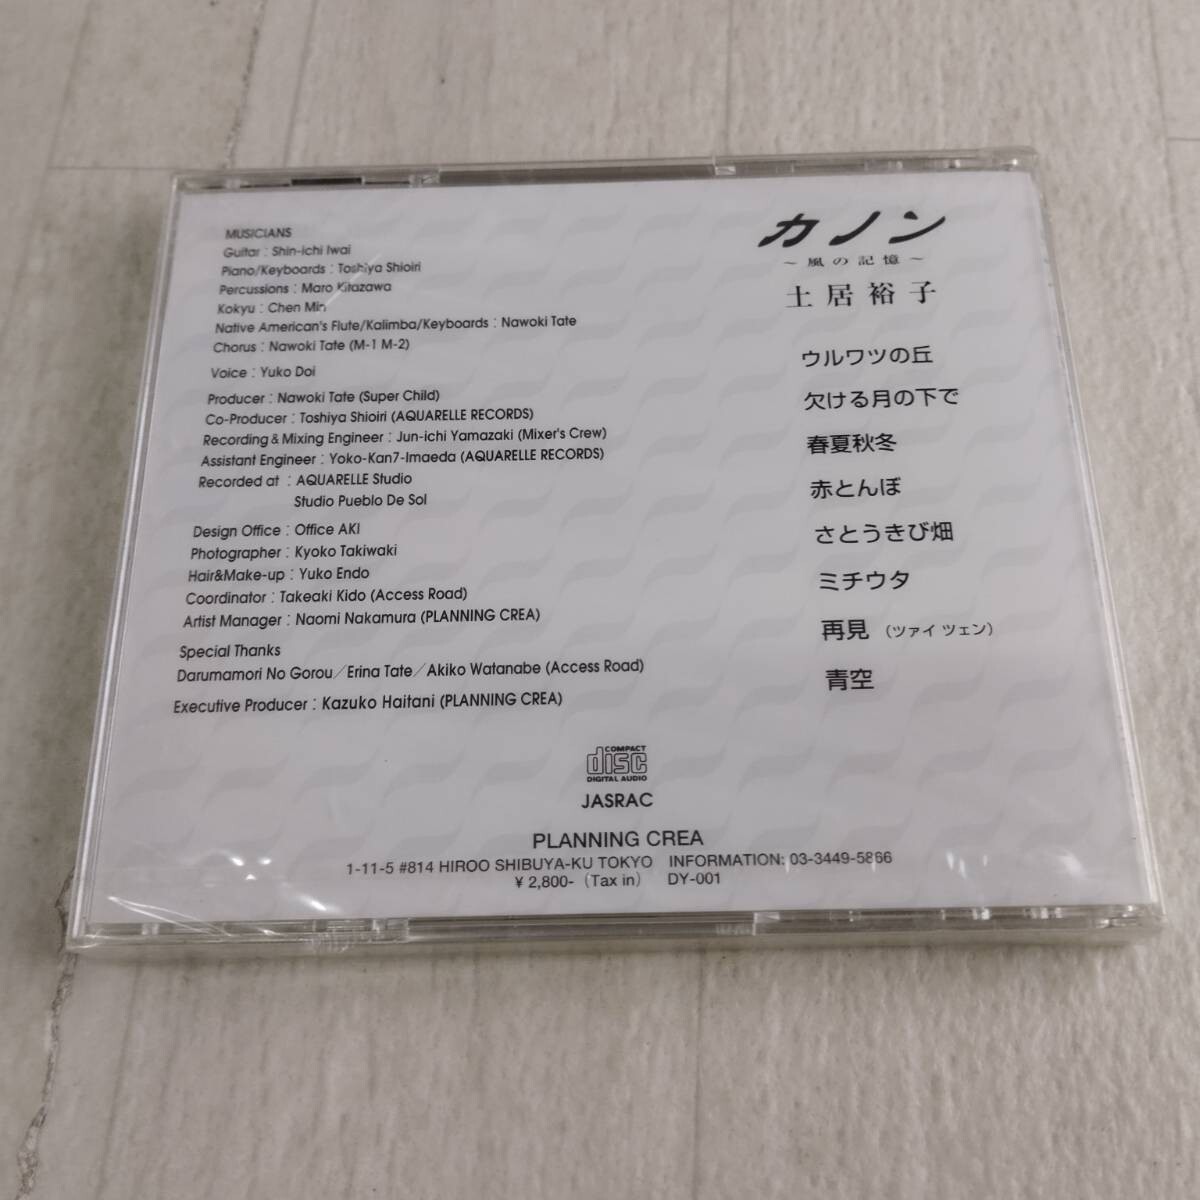 MUSICIANS
Guitar : Shin-ichi Iwai
Piano/Keyboards : Toshiya Shioiri
Percussions : Maro Kitazawa
Kokyu : Chen Min
Native American's Flute/Kalimba/Keyboards : Nawoki Tate
Chorus : Nawoki Tate (M-1 M-2)
Voice : Yuko Doi
Producer : Nawoki Tate (Super Child)
Co-Producer : Toshiya Shioiri (AQUARELLE RECORDS)
Recording & Mixing Engineer : Jun-ichi Yamazaki (Mixer's Crew)
Assistant Engineer : Yoko-Kan7-Imaeda (AQUARELLE RECORDS)
Recorded at : AQUARELLE Studio
Studio Pueblo De Sol
Design Office : Office AKI
Photographer : Kyoko Takiwaki
Hair&Make-up : Yuko Endo
Coordinator : Takeaki Kido (Access Road)
Artist Manager : Naomi Nakamura (PLANNING CREA)
Special Thanks
Darumamori No Gorou／Erina Tate／Akiko Watanabe (Access Road)
Executive Producer : Kazuko Haitani (PLANNING CREA)
カノン
～風の記憶～
土居裕子
ウルワツの丘
欠ける月の下で
春夏秋冬
赤とんぼ
さとうきび畑
ミチウタ
再見（ツァイ ツェン）
青空
COMPACT
disc
DIGITAL AUDIO
JASRAC
PLANNING CREA
1-11-5 #814 HIROO SHIBUYA-KU TOKYO INFORMATION: 03-3449-5866
¥ 2,800-（Tax in） DY-001